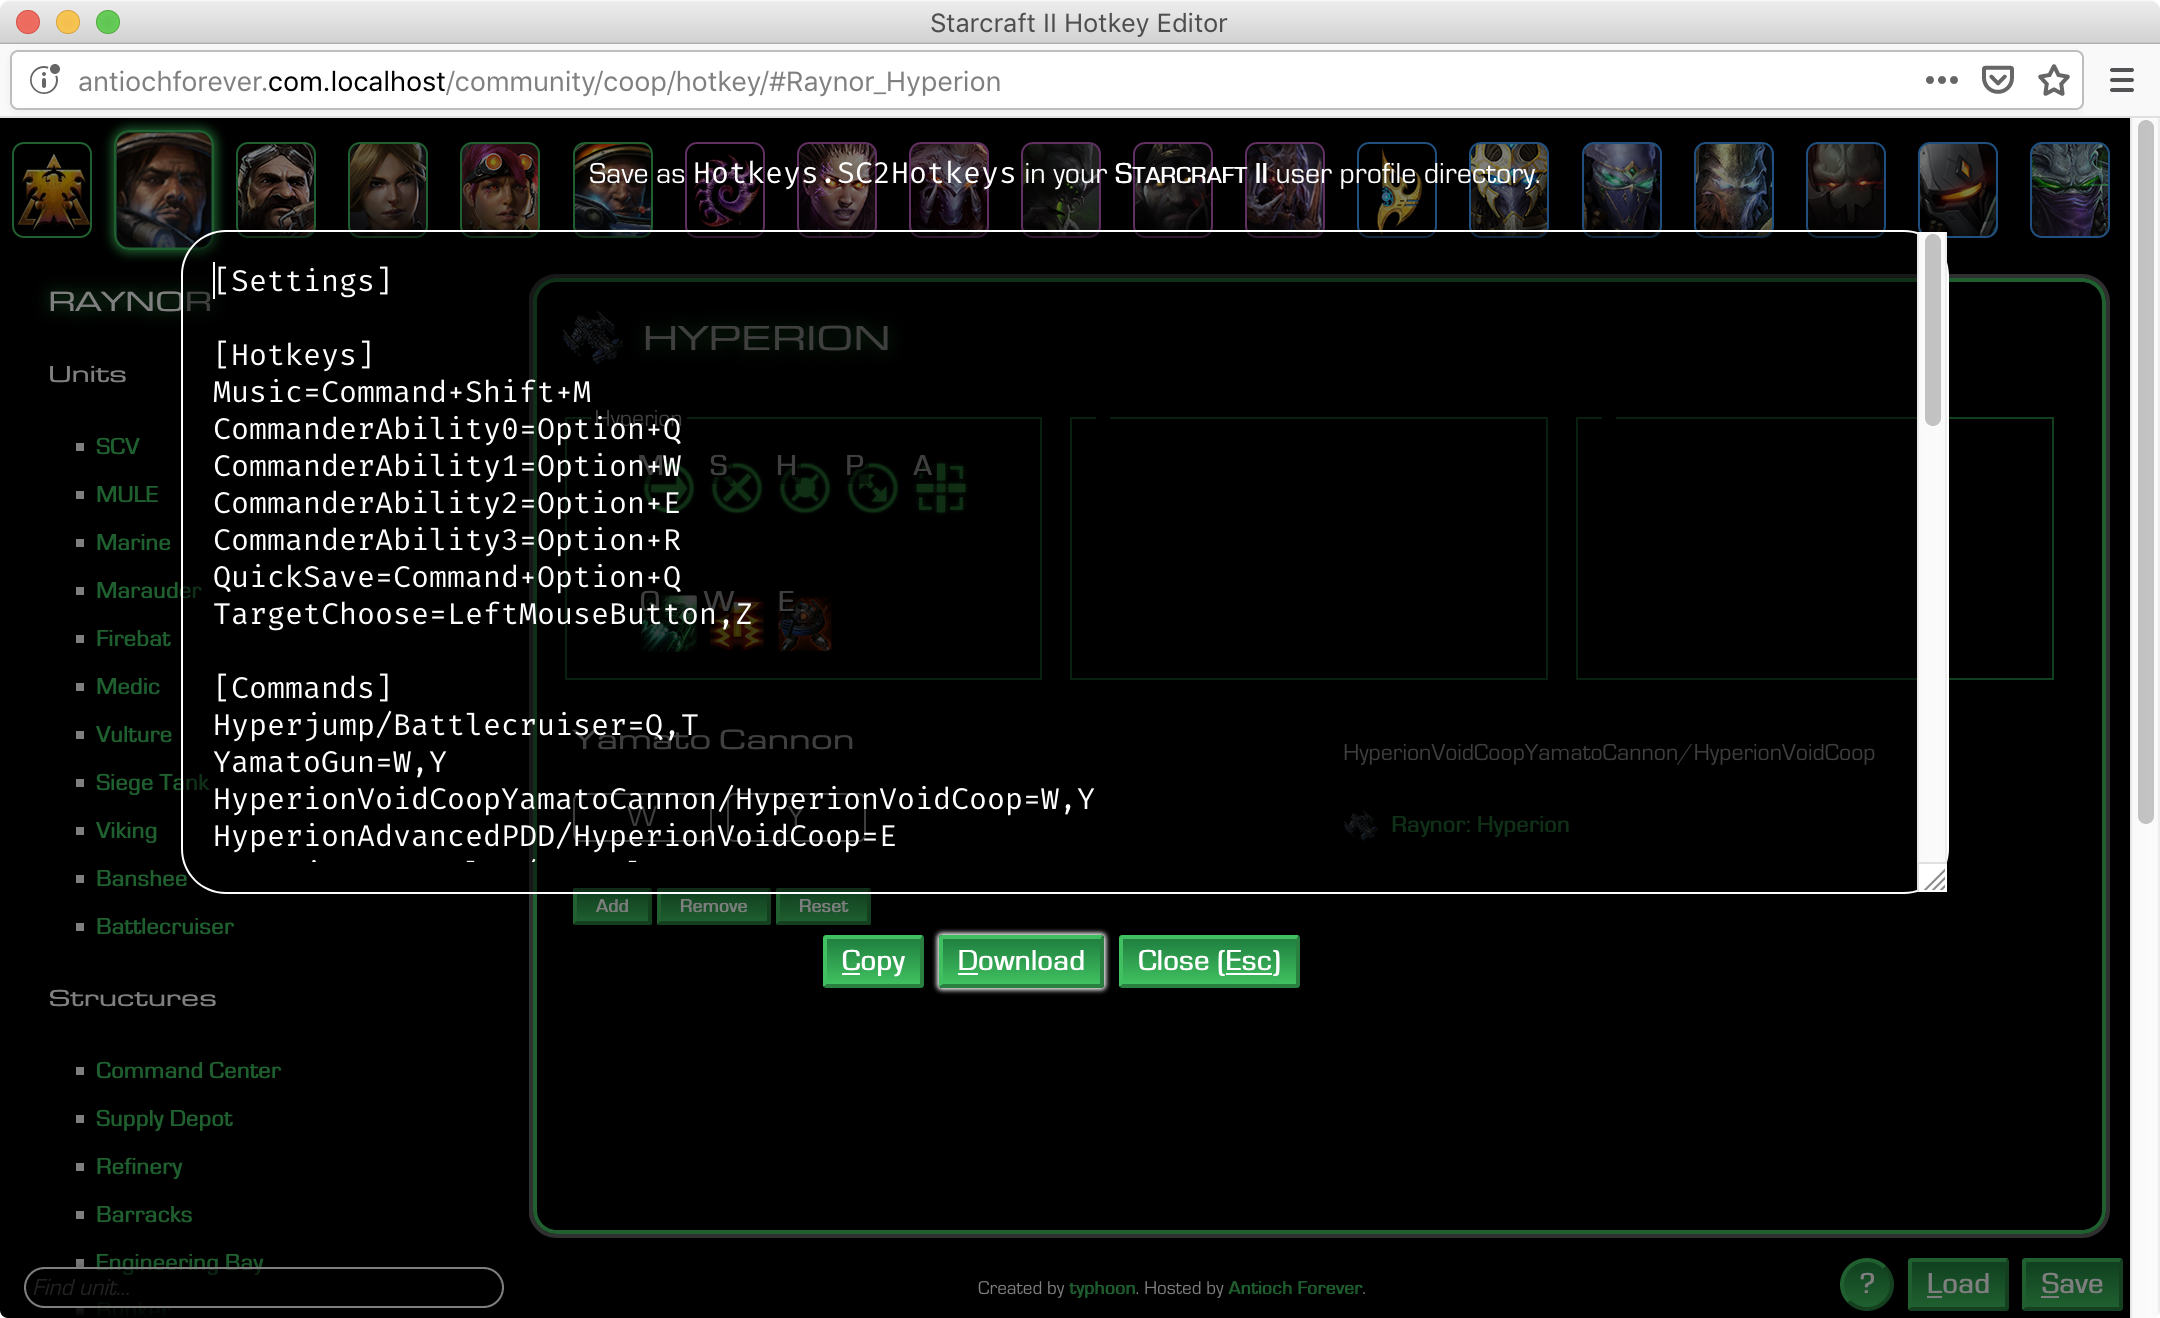 Starcraft II Hotkey Editor
antiochforever.com.localhost/community/coop/hotkey/#Raynor_Hyperion
Save as Hotkeys.SC2Hotkeys in your STARCRAFT II user profile directory.
[Settings]
[Hotkeys]
Music=Command+Shift+M
CommanderAbility0=Option+Q
CommanderAbility1=Option+W
CommanderAbility2=Option+E
CommanderAbility3=Option+R
QuickSave=Command+Option+Q
TargetChoose=LeftMouseButton,Z
[Commands]
Hyperjump/Battlecruiser=Q,T
YamatoGun=W,Y
HyperionVoidCoopYamatoCannon/HyperionVoidCoop=W,Y
HyperionAdvancedPDD/HyperionVoidCoop=E
Copy
Download
Close (Esc)
RAYNOR
Units
SCV
MULE
Marine
Marauder
Firebat
Medic
Vulture
Siege Tank
Viking
Banshee
Battlecruiser
Structures
Command Center
Supply Depot
Refinery
Barracks
Engineering Bay
Bunker
Find unit...
HYPERION
Hyperion
M S H P A
Q W E
Yamato Cannon
W Y
Add Remove Reset
HyperionVoidCoopYamatoCannon/HyperionVoidCoop
Raynor: Hyperion
Created by typhoon. Hosted by Antioch Forever.
? Load Save